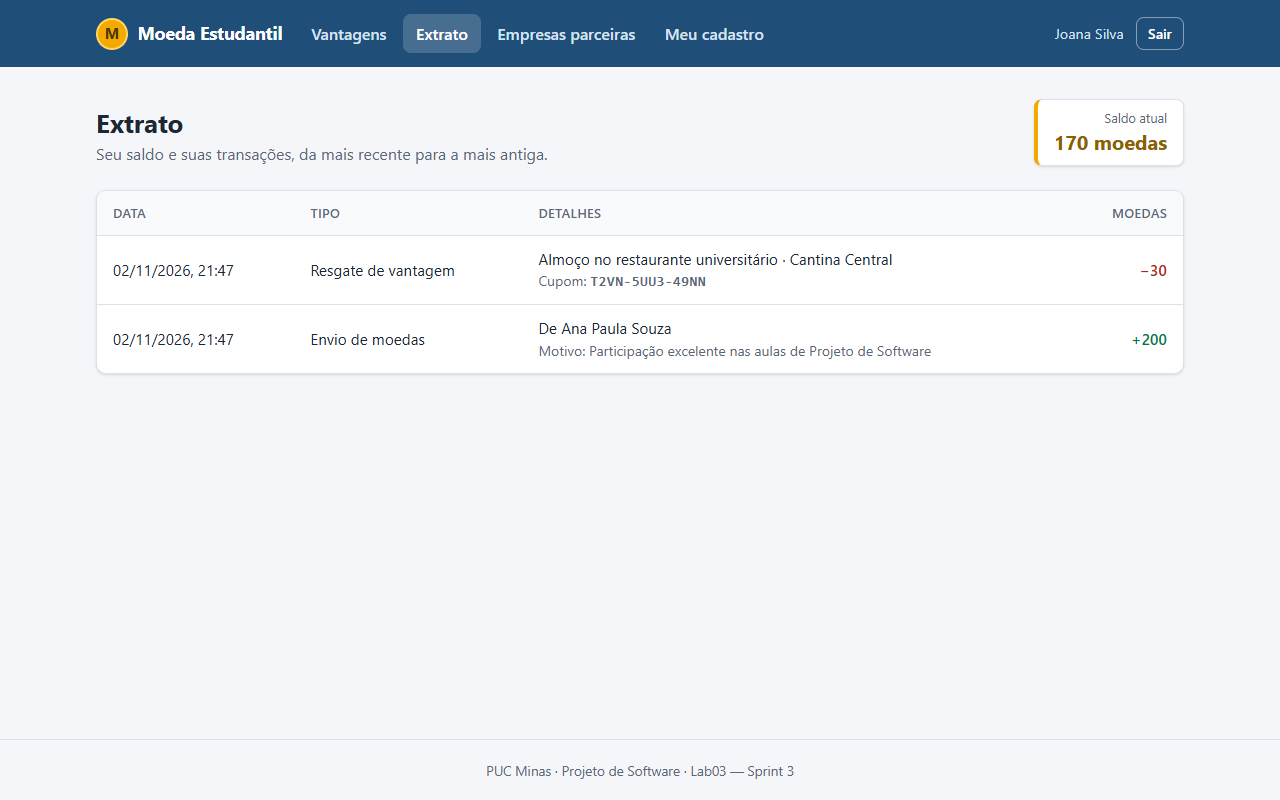 M Moeda Estudantil Vantagens Extrato Empresas parceiras Meu cadastro Joana Silva Sair
Extrato
Seu saldo e suas transações, da mais recente para a mais antiga.
Saldo atual
170 moedas
DATA TIPO DETALHES MOEDAS
02/11/2026, 21:47 Resgate de vantagem Almoço no restaurante universitário · Cantina Central −30
Cupom: T2VN-5UU3-49NN
02/11/2026, 21:47 Envio de moedas De Ana Paula Souza +200
Motivo: Participação excelente nas aulas de Projeto de Software
PUC Minas · Projeto de Software · Lab03 — Sprint 3